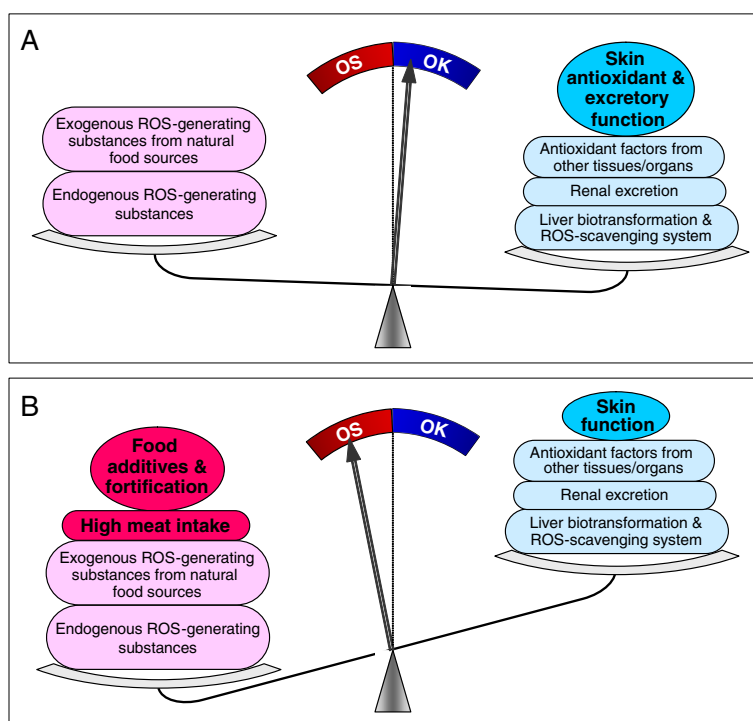 A
OS
OK
Exogenous ROS-generating
substances from natural
food sources
Endogenous ROS-generating
substances
Skin
antioxidant &
excretory
function
Antioxidant factors from
other tissues/organs
Renal excretion
Liver biotransformation &
ROS-scavenging system
B
OS
OK
Food
additives &
fortification
High meat intake
Exogenous ROS-generating
substances from natural
food sources
Endogenous ROS-generating
substances
Skin
function
Antioxidant factors from
other tissues/organs
Renal excretion
Liver biotransformation &
ROS-scavenging system